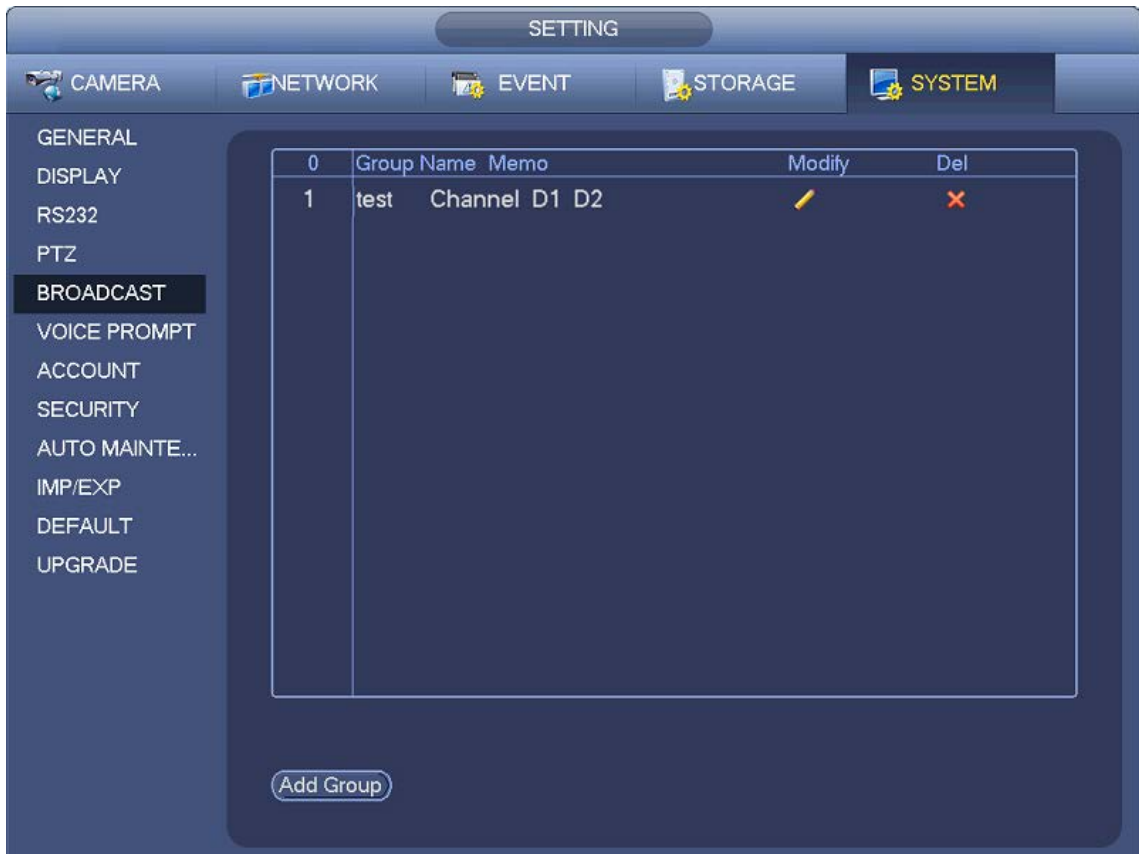 SETTING
CAMERA NETWORK EVENT STORAGE SYSTEM
GENERAL
DISPLAY
RS232
PTZ
BROADCAST
VOICE PROMPT
ACCOUNT
SECURITY
AUTO MAINTE...
IMP/EXP
DEFAULT
UPGRADE
0 Group Name Memo Modify Del
1 test Channel D1 D2
Add Group